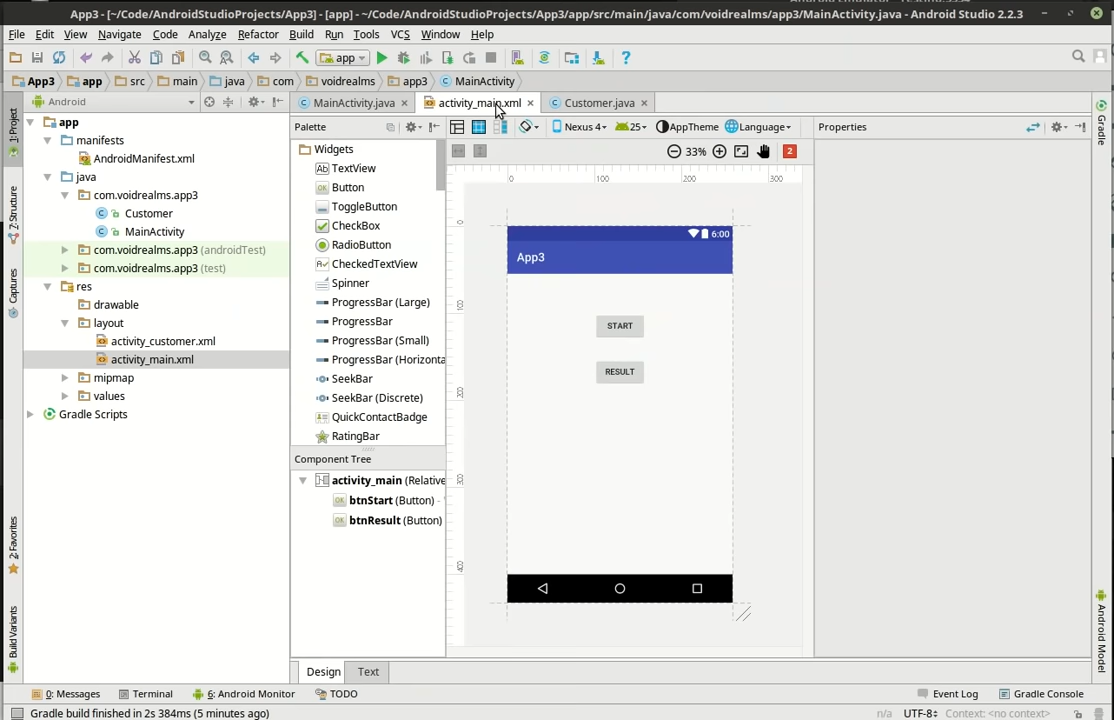 App3 - [~/Code/AndroidStudioProjects/App3] - [app] - ~/Code/AndroidStudioProjects/App3/app/src/main/java/com/voidrealms/app3/MainActivity.java - Android Studio 2.2.3
File Edit View Navigate Code Analyze Refactor Build Run Tools VCS Window Help
app
App3 app src main java com voidrealms app3 MainActivity
Android
MainActivity.java activity_main.xml Customer.java
1: Project
7: Structure
Captures
2: Favorites
Build Variants
app
manifests
AndroidManifest.xml
java
com.voidrealms.app3
Customer
MainActivity
com.voidrealms.app3 (androidTest)
com.voidrealms.app3 (test)
res
drawable
layout
activity_customer.xml
activity_main.xml
mipmap
values
Gradle Scripts
Palette
Widgets
TextView
Button
ToggleButton
CheckBox
RadioButton
CheckedTextView
Spinner
ProgressBar (Large)
ProgressBar
ProgressBar (Small)
ProgressBar (Horizonta
SeekBar
SeekBar (Discrete)
QuickContactBadge
RatingBar
Component Tree
activity_main (Relative
btnStart (Button) -
btnResult (Button)
Nexus 4 25 AppTheme Language
33% 2
0 100 200 300
0
100
200
300
400
6:00
App3
START
RESULT
Properties
Gradle
Android Model
Design Text
0: Messages Terminal 6: Android Monitor TODO Event Log Gradle Console
Gradle build finished in 2s 384ms (5 minutes ago) n/a UTF-8 Context: <no context>